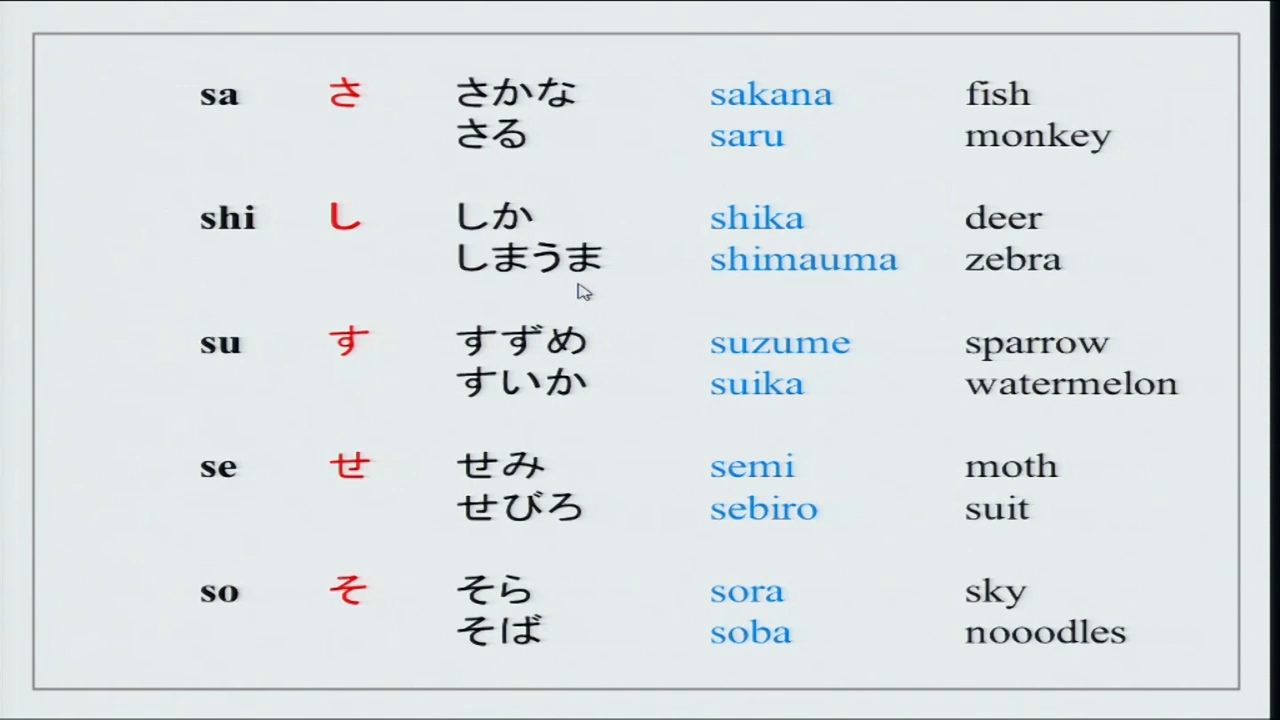 sa さ さかな sakana fish
さる saru monkey
shi し しか shika deer
しまうま shimauma zebra
su す すずめ suzume sparrow
すいか suika watermelon
se せ せみ semi moth
せびろ sebiro suit
so そ そら sora sky
そば soba nooodles